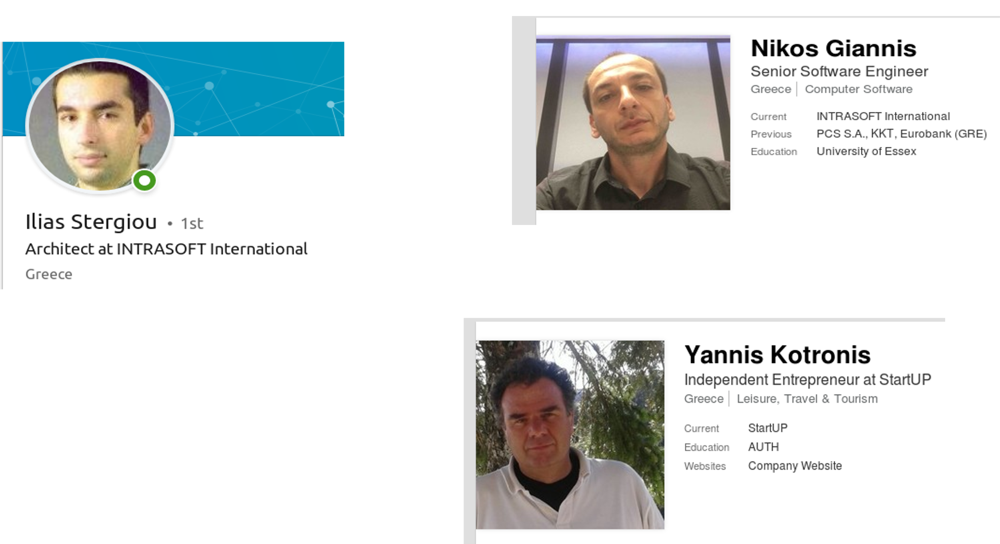 Ilias Stergiou • 1st
Architect at INTRASOFT International
Greece
Nikos Giannis
Senior Software Engineer
Greece | Computer Software
Current INTRASOFT International
Previous PCS S.A., KKT, Eurobank (GRE)
Education University of Essex
Yannis Kotronis
Independent Entrepreneur at StartUP
Greece | Leisure, Travel & Tourism
Current StartUP
Education AUTH
Websites Company Website